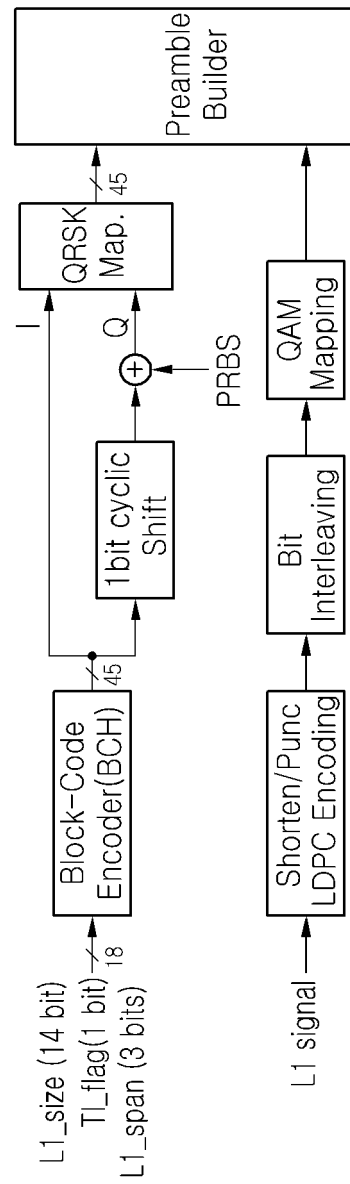 L1_size (14 bit)
TI_flag(1 bit)
L1_span (3 bits)
18
Block-Code
Encoder(BCH)
45
I
1bit cyclic
Shift
PRBS
Q
QRSK
Map.
45
Preamble
Builder
L1 signal
Shorten/Punc
LDPC Encoding
Bit
Interleaving
QAM
Mapping